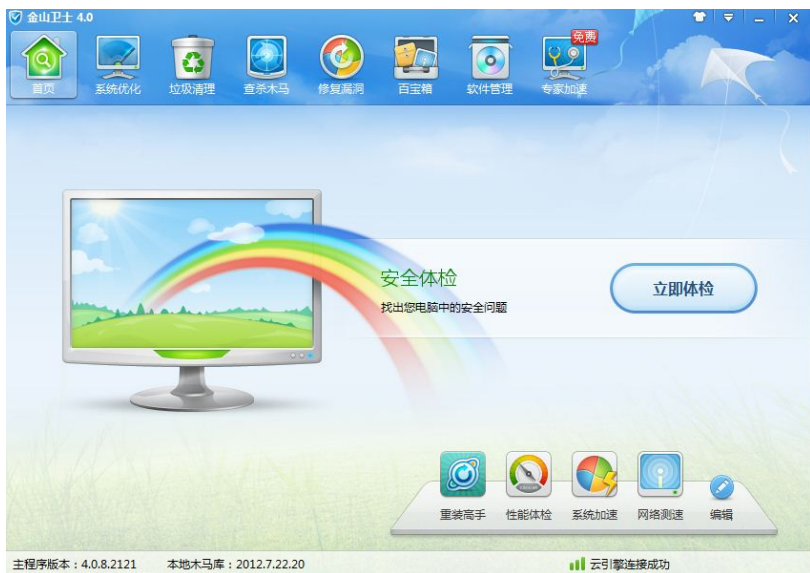 金山卫士 4.0
免费
首页 系统优化 垃圾清理 查杀木马 修复漏洞 百宝箱 软件管理 专家加速
安全体检
立即体检
找出您电脑中的安全问题
重装高手 性能体检 系统加速 网络测速 编辑
主程序版本：4.0.8.2121 本地木马库：2012.7.22.20 云引擎连接成功